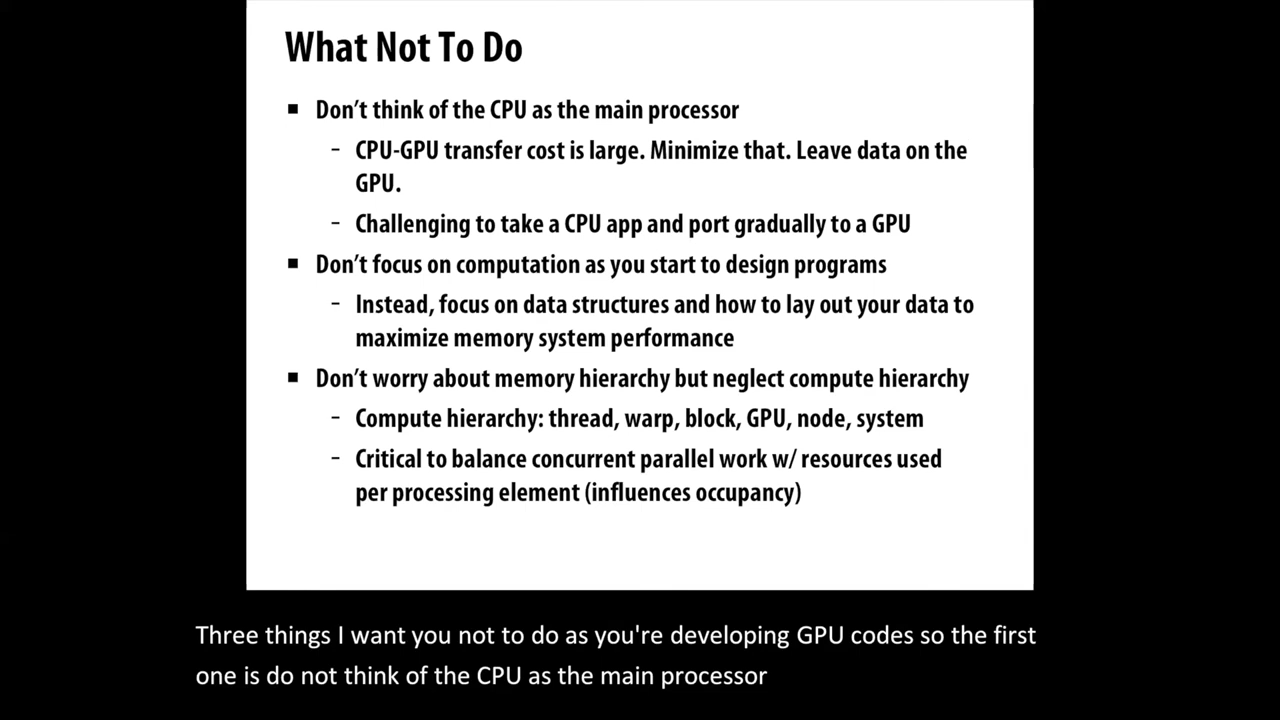 What Not To Do
■ Don’t think of the CPU as the main processor
– CPU-GPU transfer cost is large. Minimize that. Leave data on the
GPU.
– Challenging to take a CPU app and port gradually to a GPU
■ Don’t focus on computation as you start to design programs
– Instead, focus on data structures and how to lay out your data to
maximize memory system performance
■ Don’t worry about memory hierarchy but neglect compute hierarchy
– Compute hierarchy: thread, warp, block, GPU, node, system
– Critical to balance concurrent parallel work w/ resources used
per processing element (influences occupancy)
Three things I want you not to do as you're developing GPU codes so the first
one is do not think of the CPU as the main processor